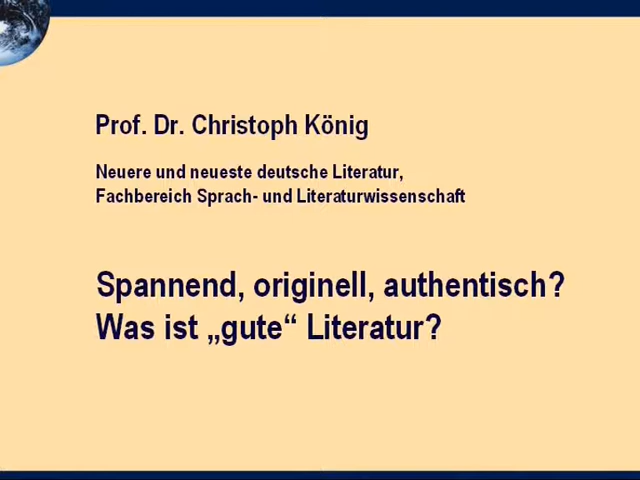 Prof. Dr. Christoph König
Neuere und neueste deutsche Literatur,
Fachbereich Sprach- und Literaturwissenschaft
Spannend, originell, authentisch?
Was ist „gute“ Literatur?